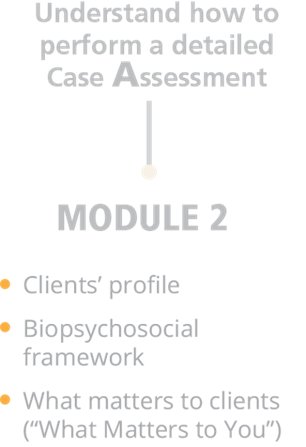 Understand how to
perform a detailed
Case Assessment
MODULE 2
Clients’ profile
Biopsychosocial
framework
What matters to clients
(“What Matters to You”)